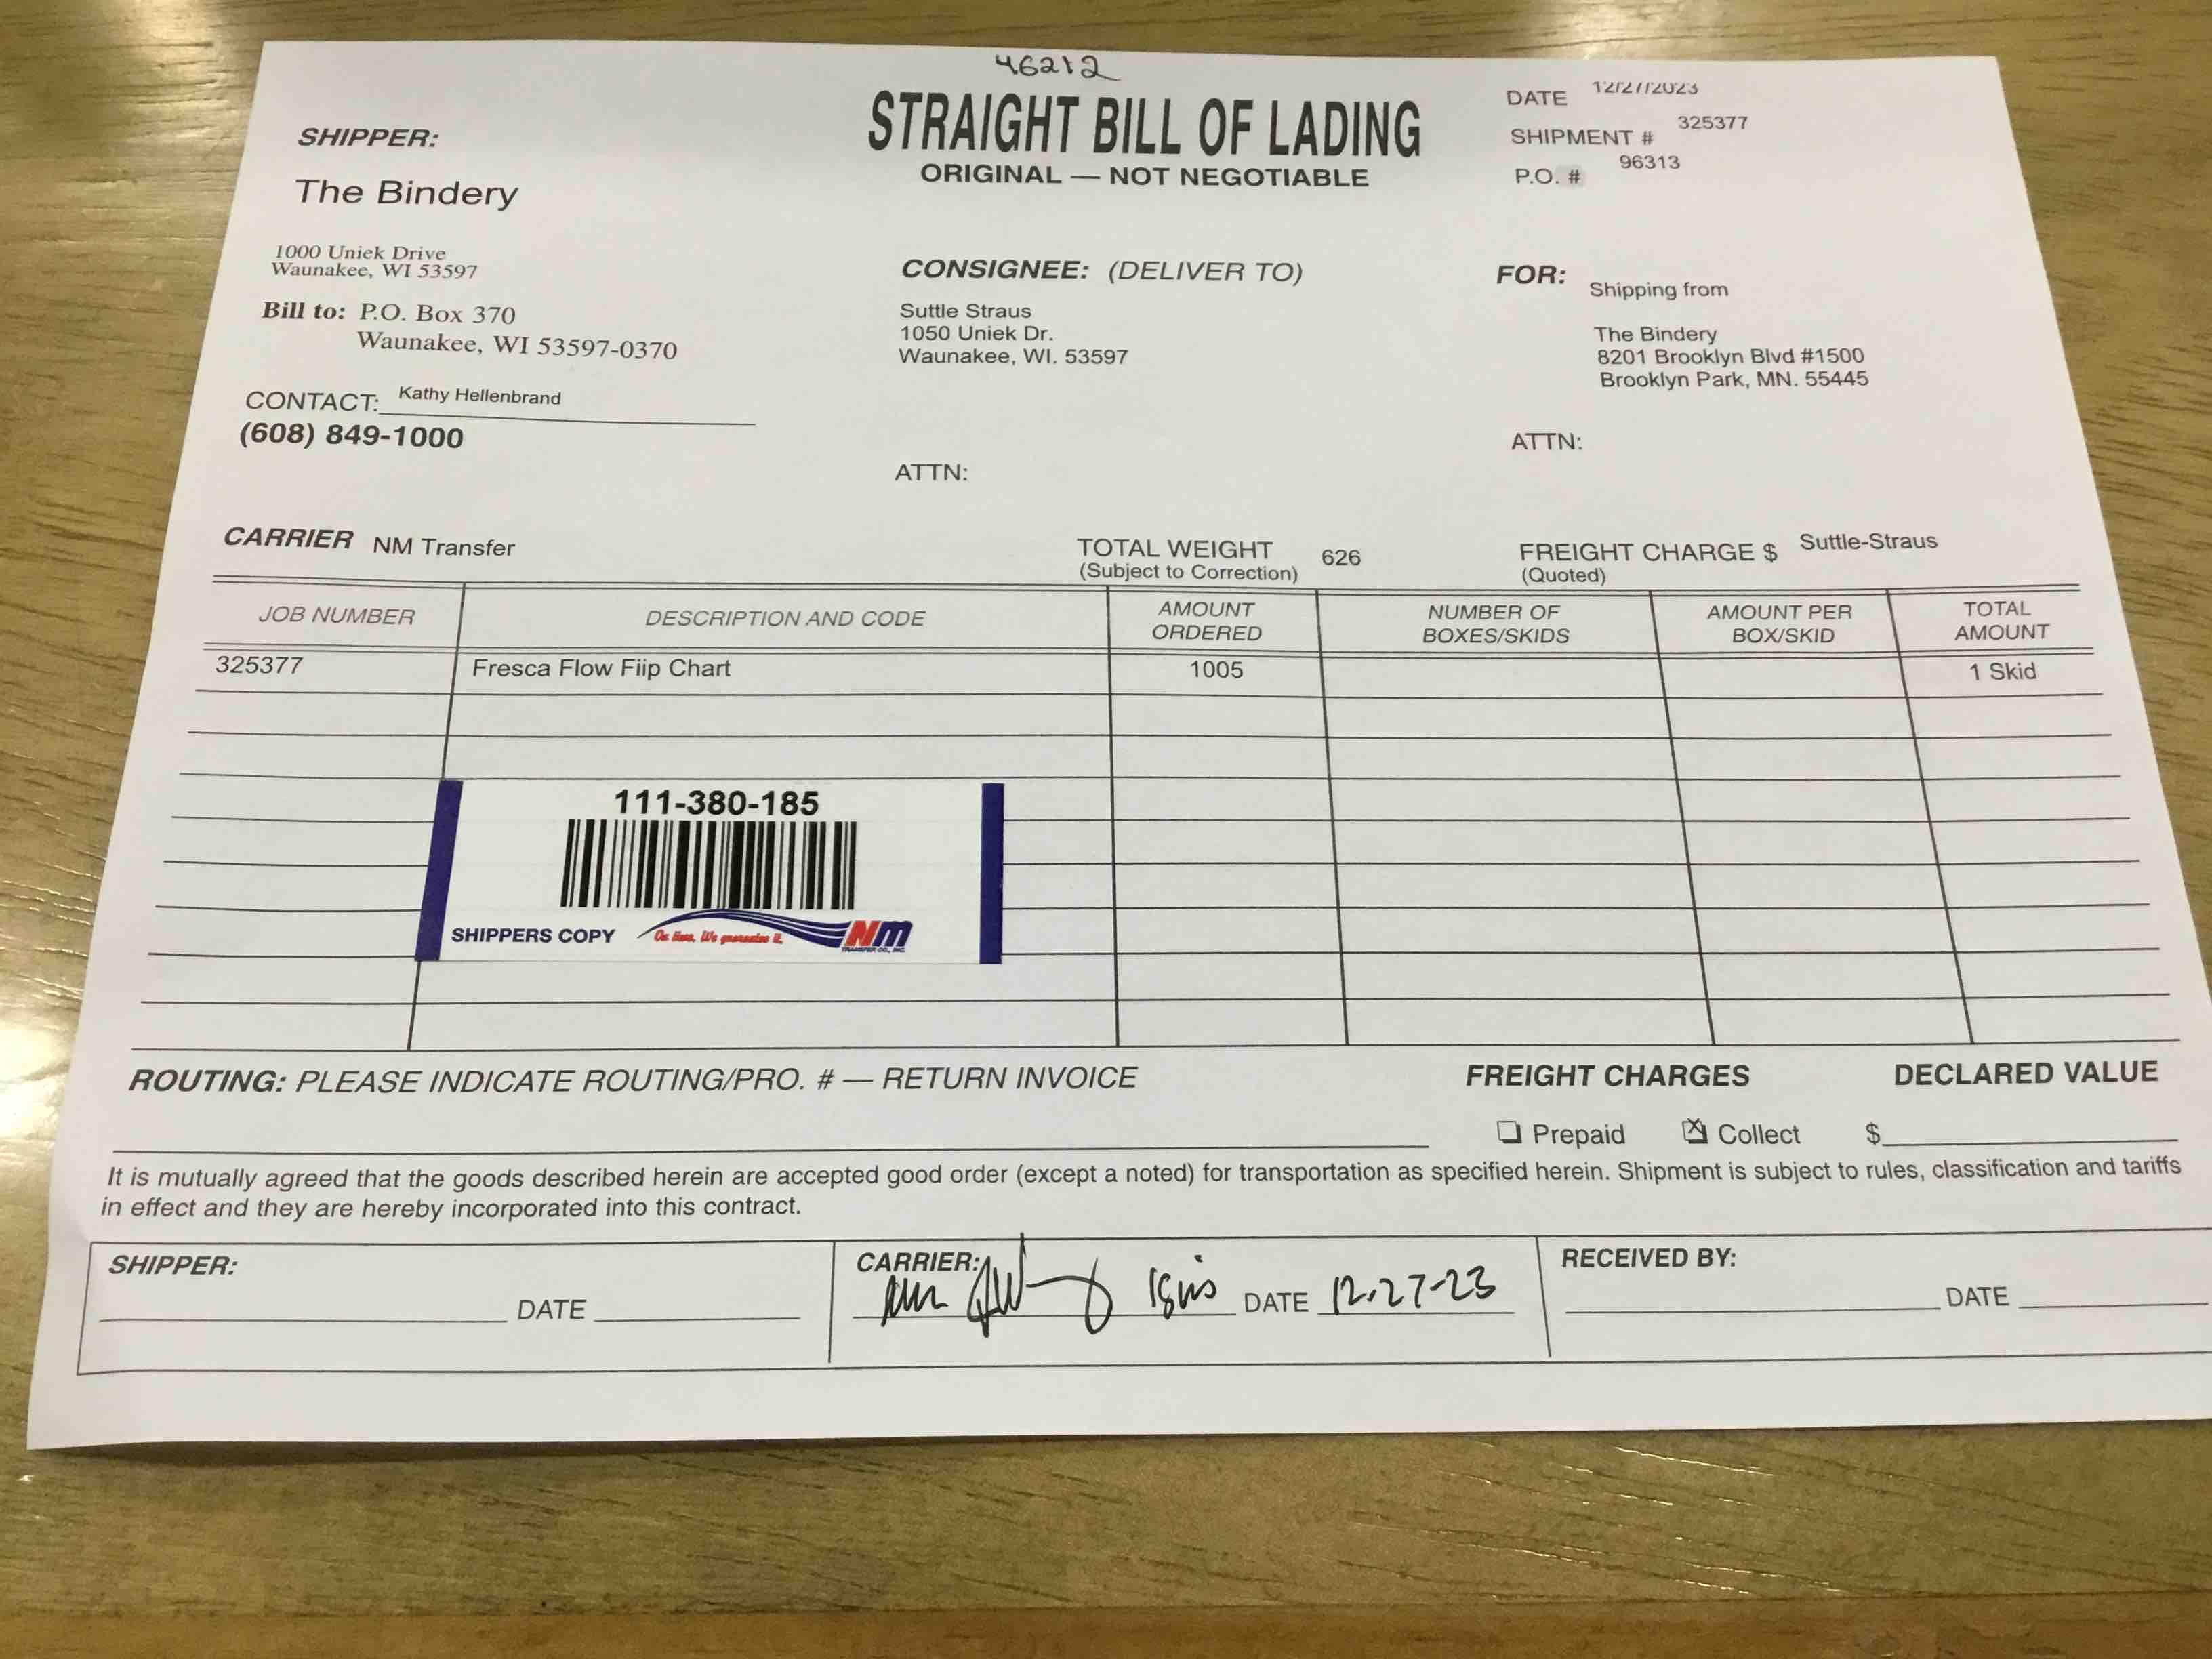 46212
STRAIGHT BILL OF LADING
ORIGINAL — NOT NEGOTIABLE
DATE 12/27/2023
SHIPMENT # 325377
P.O. # 96313
SHIPPER:
The Bindery
1000 Uniek Drive
Waunakee, WI 53597
Bill to: P.O. Box 370
Waunakee, WI 53597-0370
CONTACT: Kathy Hellenbrand
(608) 849-1000
CONSIGNEE: (DELIVER TO)
Suttle Straus
1050 Uniek Dr.
Waunakee, WI. 53597
ATTN:
FOR: Shipping from
The Bindery
8201 Brooklyn Blvd #1500
Brooklyn Park, MN. 55445
ATTN:
CARRIER NM Transfer
TOTAL WEIGHT 626
(Subject to Correction)
FREIGHT CHARGE $ Suttle-Straus
(Quoted)
JOB NUMBER DESCRIPTION AND CODE AMOUNT ORDERED NUMBER OF BOXES/SKIDS AMOUNT PER BOX/SKID TOTAL AMOUNT
325377 Fresca Flow Fiip Chart 1005 1 Skid
111-380-185
SHIPPERS COPY On time. We guarantee it. NM
TRANSFER CO., INC.
ROUTING: PLEASE INDICATE ROUTING/PRO. # — RETURN INVOICE
FREIGHT CHARGES DECLARED VALUE
Prepaid Collect $
It is mutually agreed that the goods described herein are accepted good order (except a noted) for transportation as specified herein. Shipment is subject to rules, classification and tariffs
in effect and they are hereby incorporated into this contract.
SHIPPER:
DATE
CARRIER:
DATE 12.27-23
RECEIVED BY:
DATE